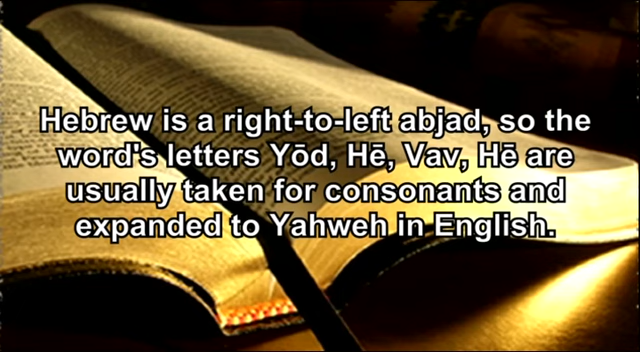 Hebrew is a right-to-left abjad, so the
word's letters Yōd, Hē, Vav, Hē are
usually taken for consonants and
expanded to Yahweh in English.